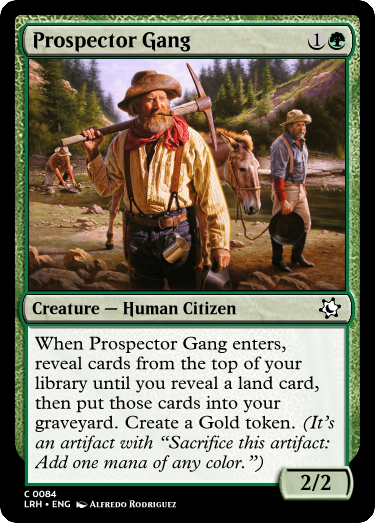 Prospector Gang 1
Creature — Human Citizen
When Prospector Gang enters,
reveal cards from the top of your
library until you reveal a land card,
then put those cards into your
graveyard. Create a Gold token. (It's
an artifact with “Sacrifice this artifact:
Add one mana of any color.”)
2/2
C 0084
LRH • ENG Alfredo Rodriguez